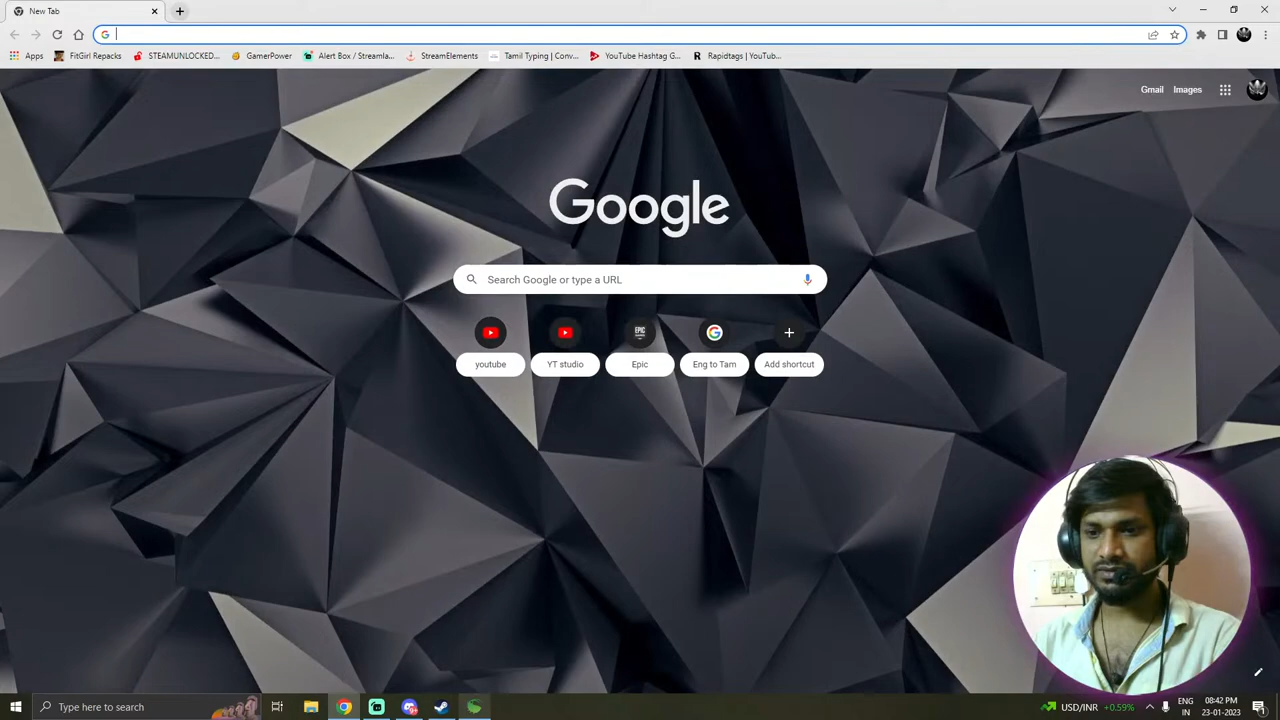 New Tab
Apps FitGirl Repacks STEAMUNLOCKED... GamerPower Alert Box / Streamla... StreamElements Tamil Typing | Conv... YouTube Hashtag G... Rapidtags | YouTub...
Gmail Images
Google
Search Google or type a URL
EPIC
youtube YT studio Epic Eng to Tam Add shortcut
Type here to search
USD/INR +0.59%
ENG
IN
08:42 PM
23-01-2023
1